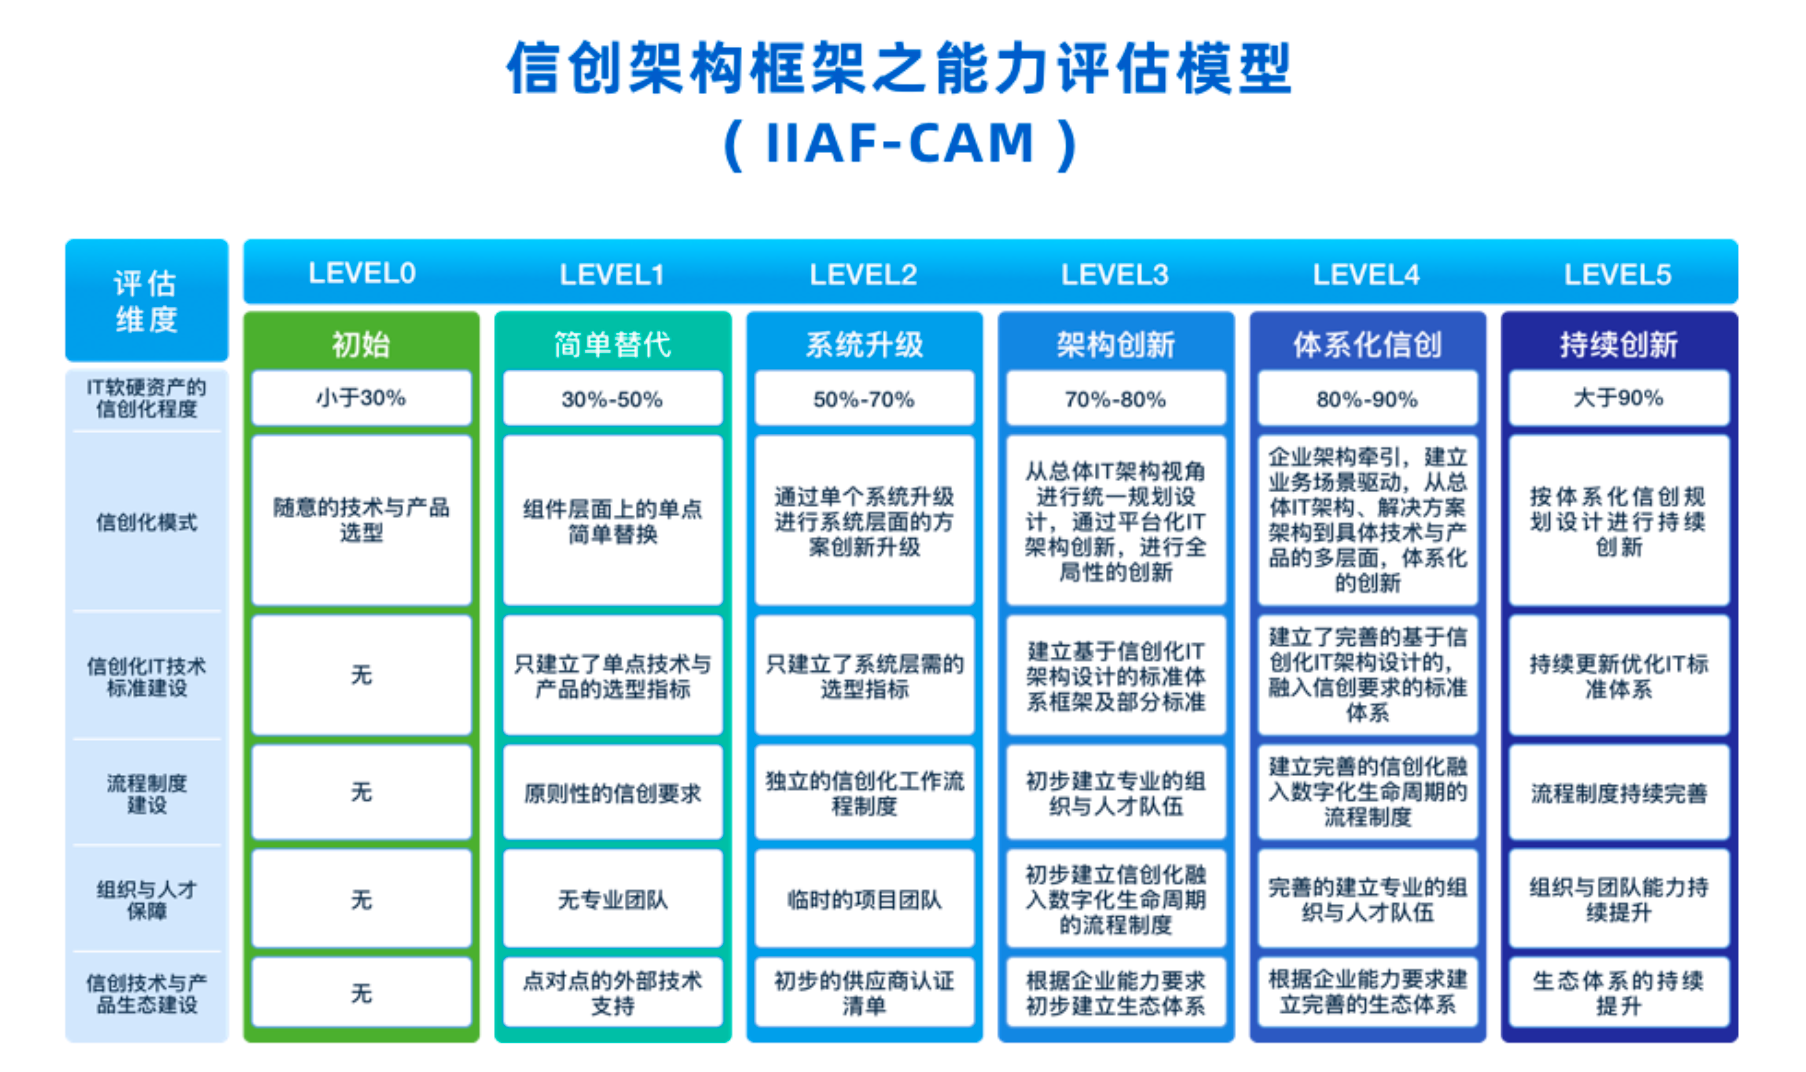 信创架构框架之能力评估模型
( IIAF-CAM )
评估
维度
LEVEL0
LEVEL1
LEVEL2
LEVEL3
LEVEL4
LEVEL5
初始
简单替代
系统升级
架构创新
体系化信创
持续创新
IT软硬资产的
信创化程度
小于30%
30%-50%
50%-70%
70%-80%
80%-90%
大于90%
信创化模式
随意的技术与产品
选型
组件层面上的单点
简单替换
通过单个系统升级
进行系统层面的方
案创新升级
从总体IT架构视角
进行统一规划设
计，通过平台化IT
架构创新，进行全
局性的创新
企业架构牵引，建立
业务场景驱动，从总
体IT架构、解决方案
架构到具体技术与产
品的多层面，体系化
的创新
按体系化信创规
划设计进行持续
创新
信创化IT技术
标准建设
无
只建立了单点技术与
产品的选型指标
只建立了系统层需的
选型指标
建立基于信创化IT
架构设计的标准体
系框架及部分标准
建立了完善的基于信
创化IT架构设计的，
融入信创要求的标准
体系
持续更新优化IT标
准体系
流程制度
建设
无
原则性的信创要求
独立的信创化工作流
程制度
初步建立专业的组
织与人才队伍
建立完善的信创化融
入数字化生命周期的
流程制度
流程制度持续完善
组织与人才
保障
无
无专业团队
临时的项目团队
初步建立信创化融
入数字化生命周期
的流程制度
完善的建立专业的组
织与人才队伍
组织与团队能力持
续提升
信创技术与产
品生态建设
无
点对点的外部技术
支持
初步的供应商认证
清单
根据企业能力要求
初步建立生态体系
根据企业能力要求建
立完善的生态体系
生态体系的持续
提升